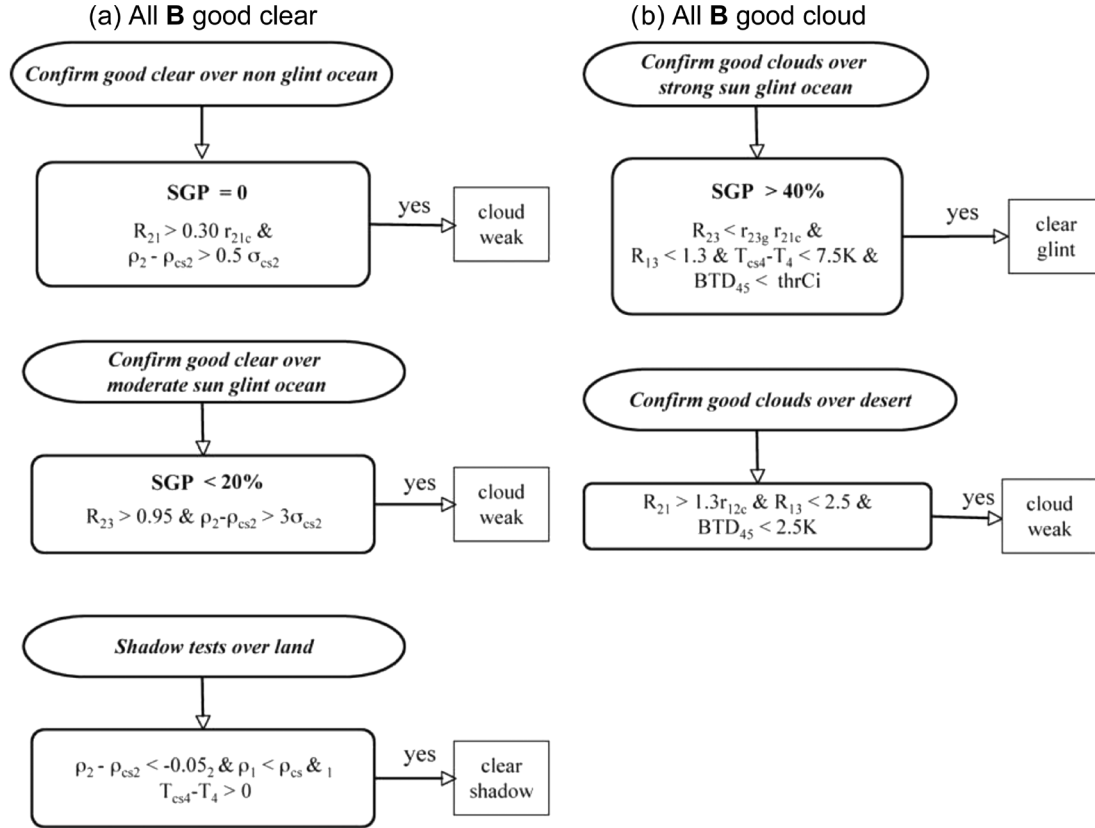 (a) All B good clear
Confirm good clear over non glint ocean
SGP = 0
R₂₁ > 0.30 r₂₁c &
ρ₂ - ρcs₂ > 0.5 σcs₂
yes
cloud
weak
Confirm good clear over
moderate sun glint ocean
SGP < 20%
R₂₃ > 0.95 & ρ₂-ρcs₂ > 3σcs₂
yes
cloud
weak
Shadow tests over land
ρ₂ - ρcs₂ < -0.05₂ & ρ₁ < ρcs & ₁
Tcs₄-T₄ > 0
yes
clear
shadow
(b) All B good cloud
Confirm good clouds over
strong sun glint ocean
SGP > 40%
R₂₃ < r₂₃g r₂₁c &
R₁₃ < 1.3 & Tcs₄-T₄ < 7.5K &
BTD₄₅ < thrCi
yes
clear
glint
Confirm good clouds over desert
R₂₁ > 1.3r₁₂c & R₁₃ < 2.5 &
BTD₄₅ < 2.5K
yes
cloud
weak